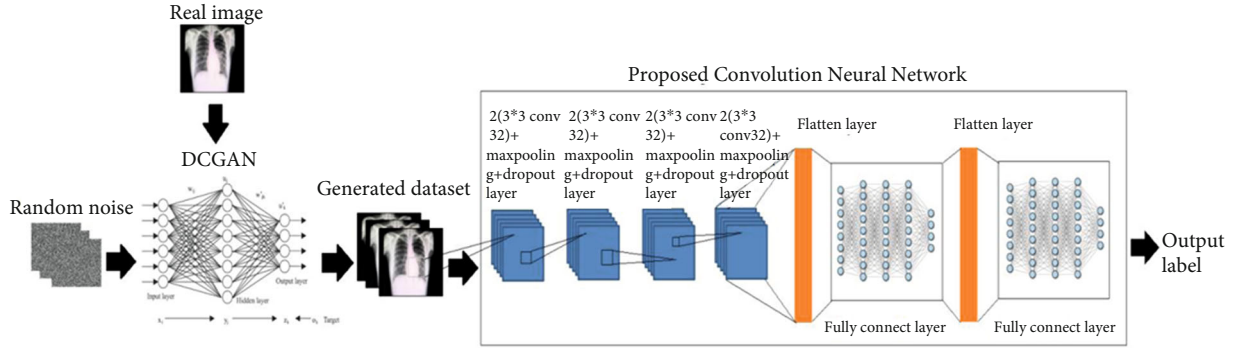 Real image
DCGAN
Random noise
Input layer
Hidden layer
Output layer
Target
Generated dataset
Proposed Convolution Neural Network
2(3*3 conv
32)+
maxpoolin
g+dropout
layer
2(3*3 conv
32)+
maxpoolin
g+dropout
layer
2(3*3 conv
32)+
maxpoolin
g+dropout
layer
2(3*3
conv32)+
maxpoolin
g+dropout
layer
Flatten layer
Fully connect layer
Flatten layer
Fully connect layer
Output
label